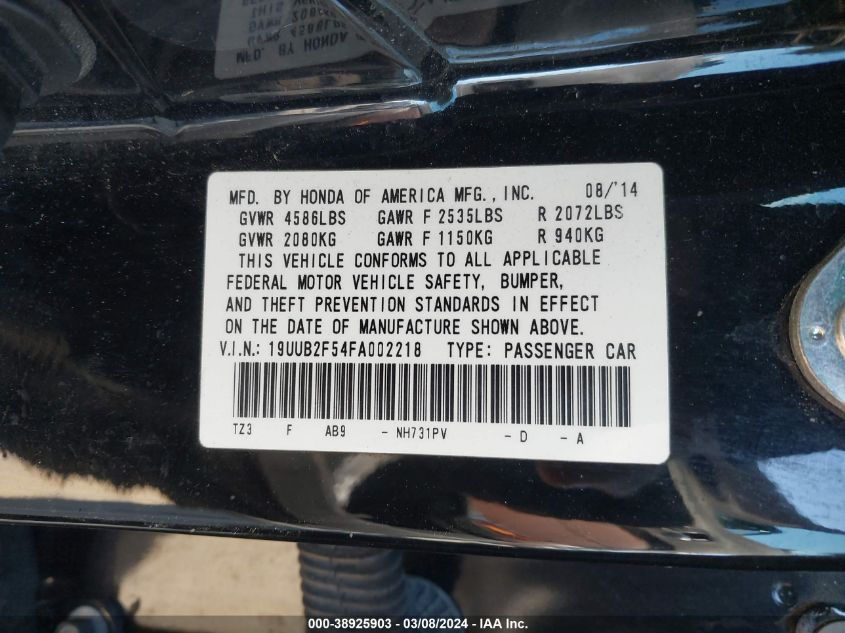 MFD. BY HONDA OF AMERICA MFG., INC. 08/'14
GVWR 4586LBS GAWR F 2535LBS R 2072LBS
GVWR 2080KG GAWR F 1150KG R 940KG
THIS VEHICLE CONFORMS TO ALL APPLICABLE
FEDERAL MOTOR VEHICLE SAFETY, BUMPER,
AND THEFT PREVENTION STANDARDS IN EFFECT
ON THE DATE OF MANUFACTURE SHOWN ABOVE.
V.I.N.: 19UUB2F54FA002218 TYPE: PASSENGER CAR
TZ3 F AB9 - NH731PV - D - A
000-38925903 - 03/08/2024 - IAA Inc.